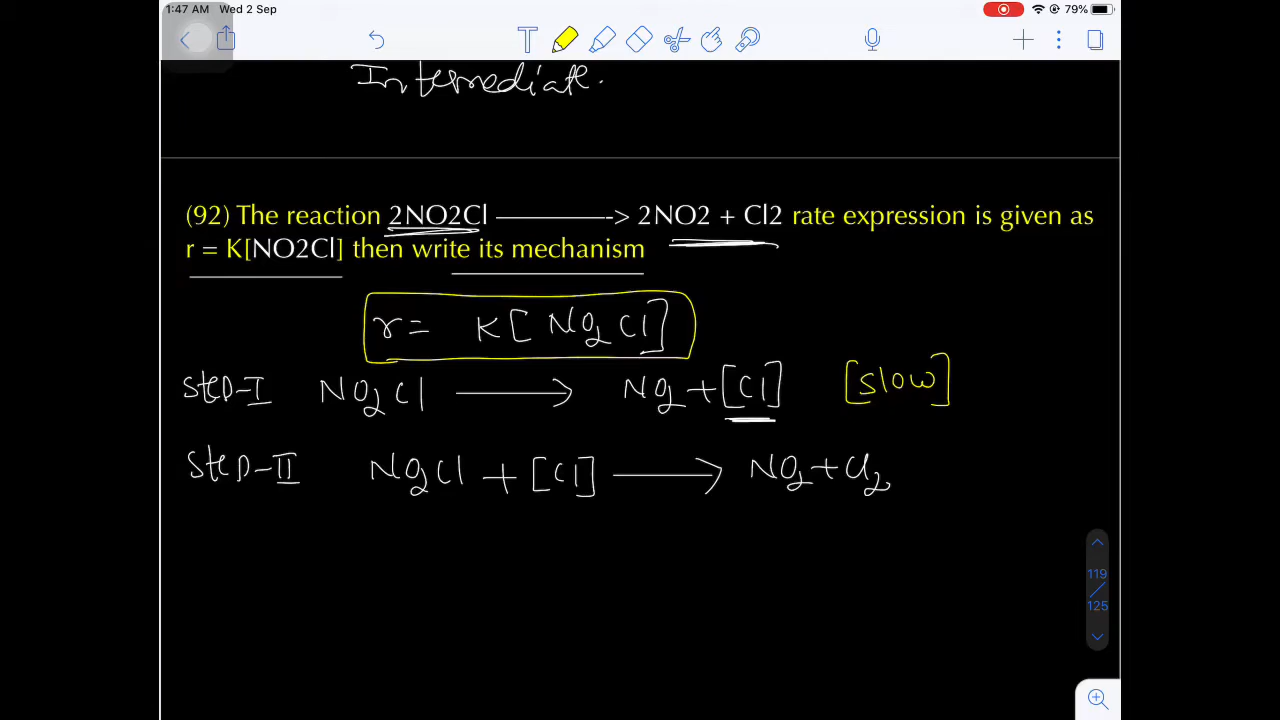 1:47 AM Wed 2 Sep
79%
Intermediate.
(92) The reaction 2NO2Cl ————-> 2NO2 + Cl2 rate expression is given as
r = K[NO2Cl] then write its mechanism
r = K[NO₂Cl]
Step-I NO₂Cl ⟶ NO₂ + [Cl] [slow]
Step-II NO₂Cl + [Cl] ⟶ NO₂ + Cl₂
119
125